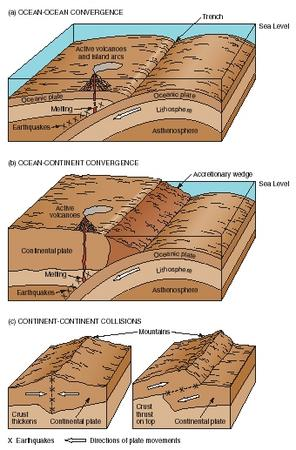 (a) OCEAN-OCEAN CONVERGENCE
Trench
Sea Level
Active volcanoes
and island arcs
Oceanic plate
Oceanic plate
Melting
Lithosphere
Earthquakes
Asthenosphere
(b) OCEAN-CONTINENT CONVERGENCE
Accretionary wedge
Sea Level
Active
volcanoes
Continental plate
Oceanic plate
Lithosphere
Melting
Earthquakes
Asthenosphere
(c) CONTINENT-CONTINENT COLLISIONS
Mountains
Crust
thickens
Continental plate
Crust
thrust
on top
Continental plate
X Earthquakes
Directions of plate movements